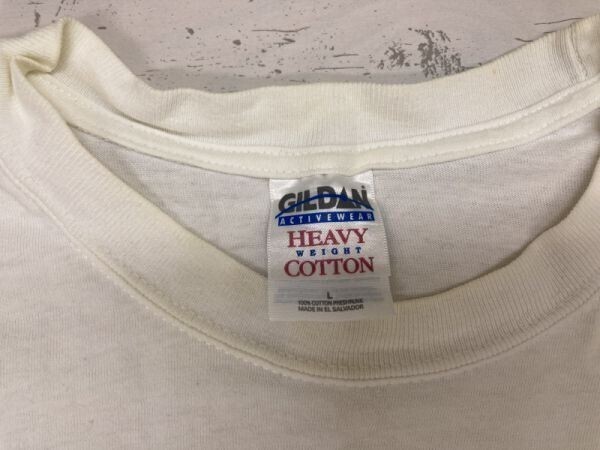 GILDAN
ACTIVEWEAR
HEAVY
WEIGHT
COTTON
L
100% COTTON PRESHRUNK
MADE IN EL SALVADOR